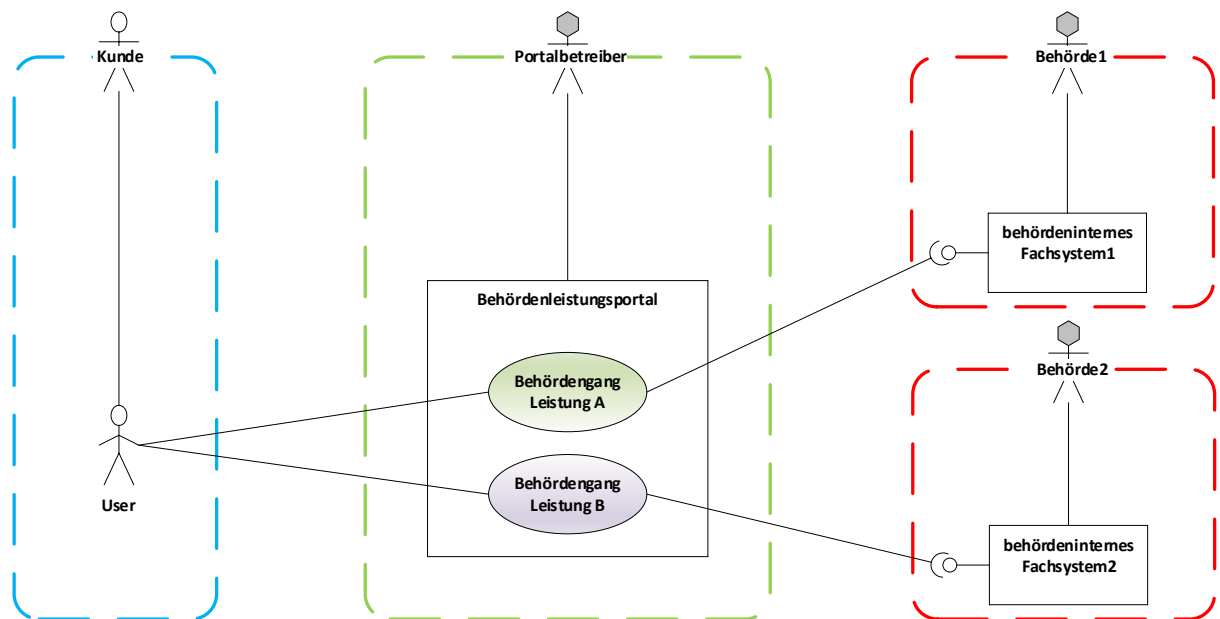 Kunde
Portalbetreiber
Behörde1
behördeninternes
Fachsystem1
Behördenleistungsportal
Behördengang
Leistung A
Behörde2
User
Behördengang
Leistung B
behördeninternes
Fachsystem2